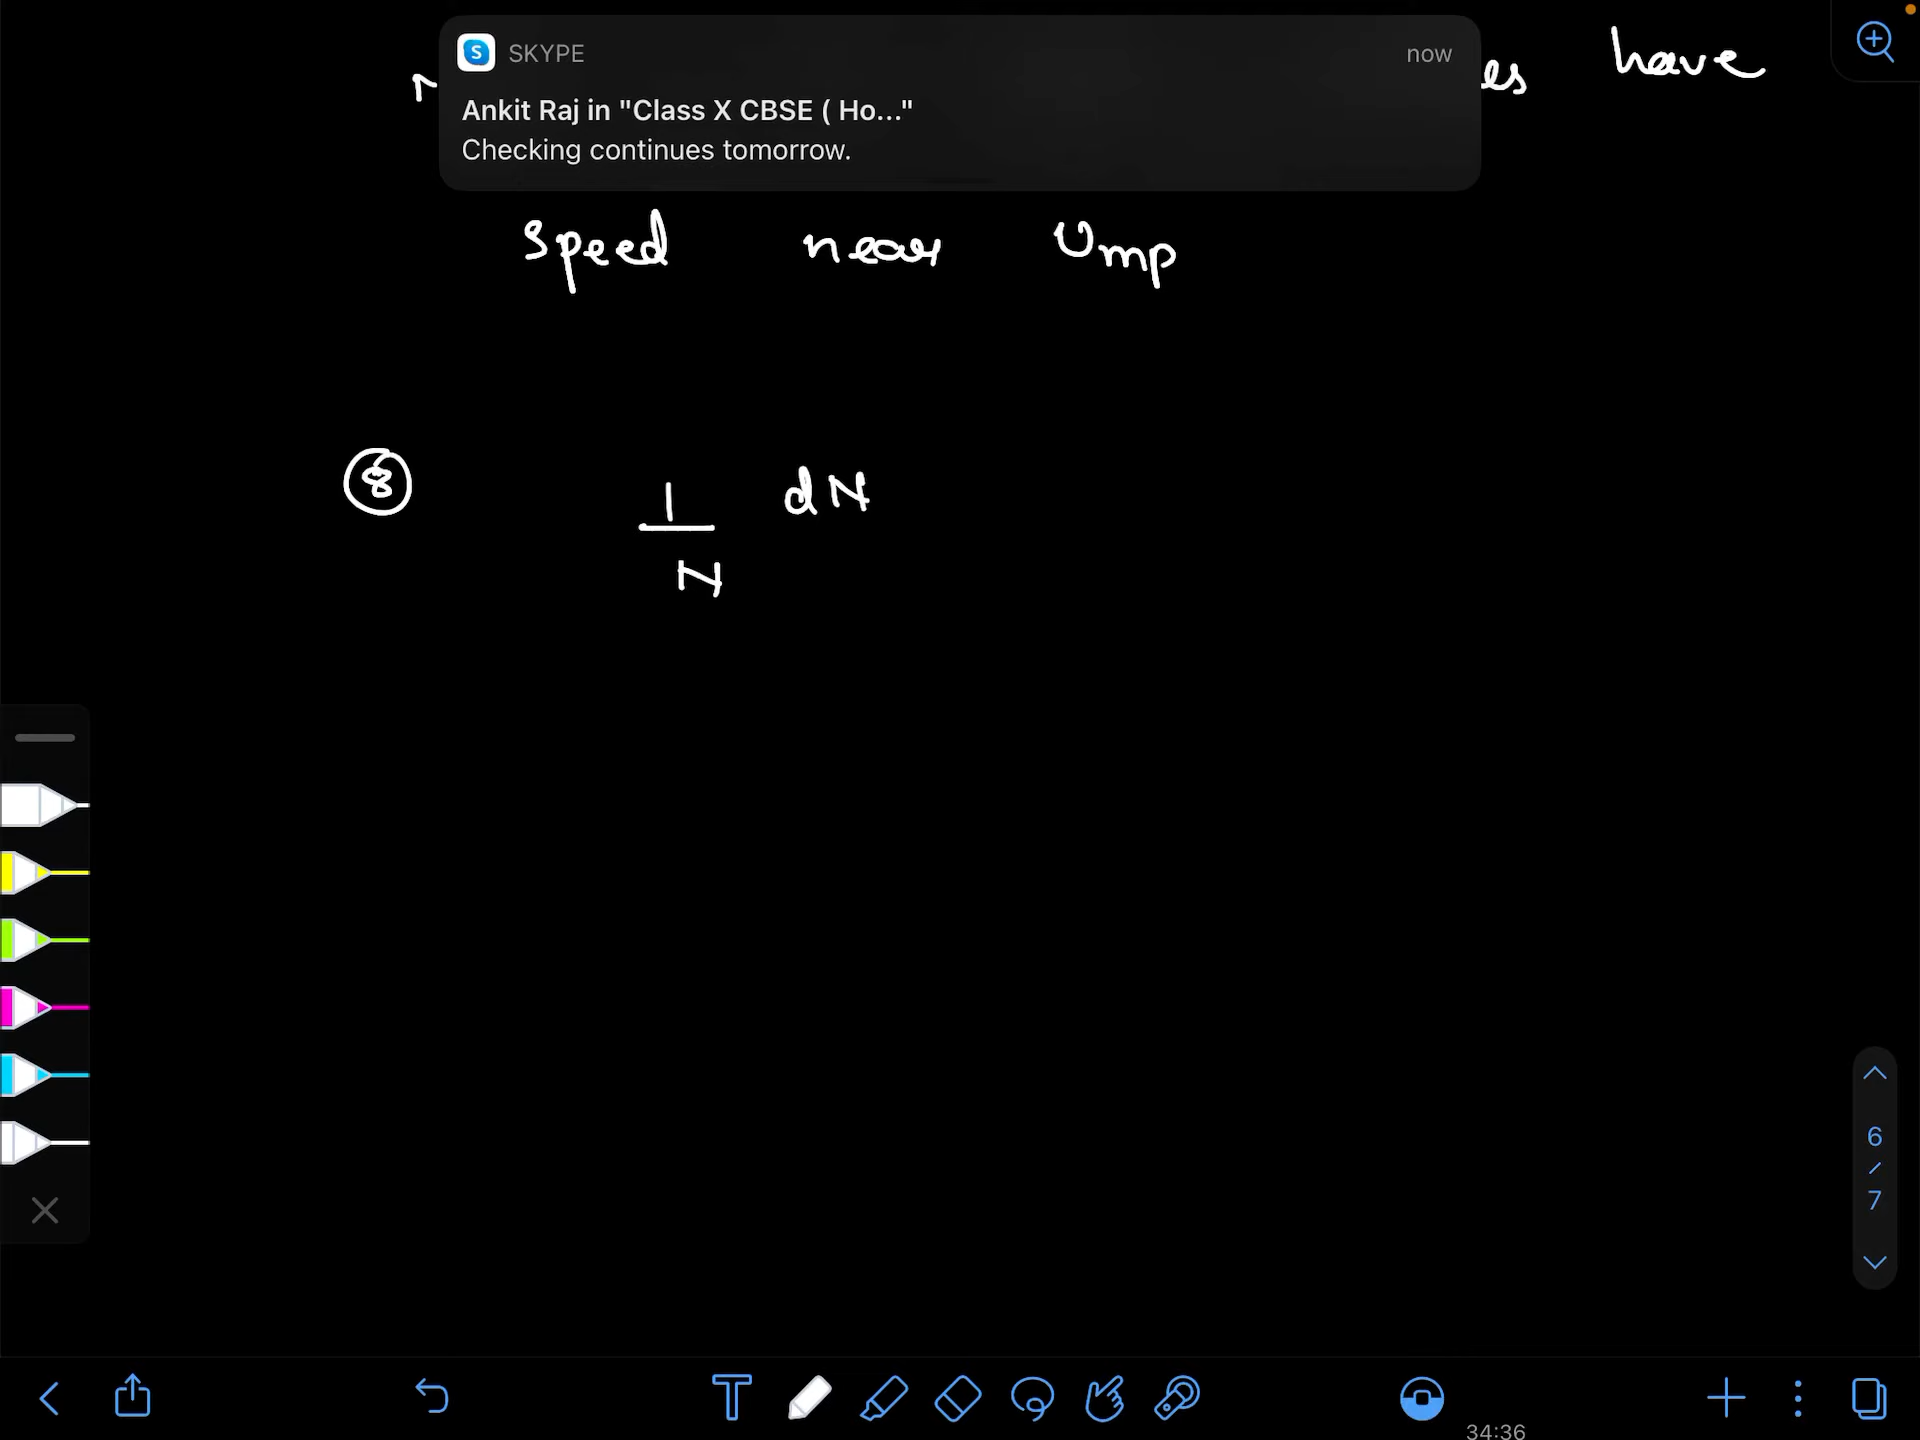 SKYPE now
Ankit Raj in "Class X CBSE ( Ho..."
Checking continues tomorrow.
have
Speed near Ump
8
1 dN
N
6
/
7
T
34:36